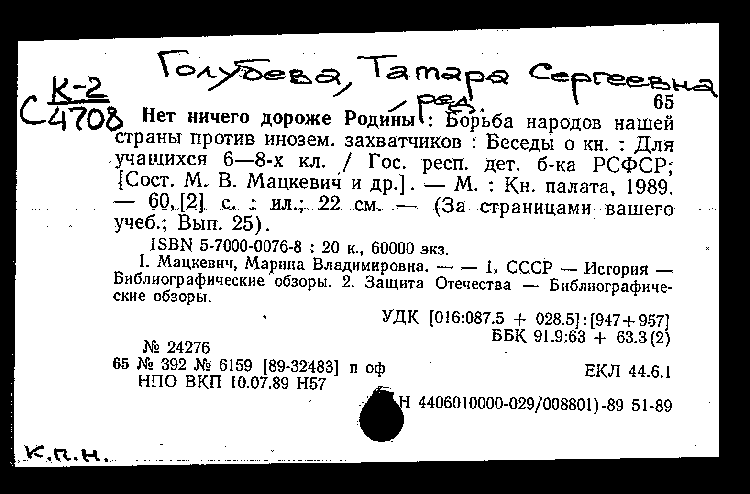 Голубева, Татара Сергеевна
, ред.
К-2
С 4708
65
Нет ничего дороже Родины : Борьба народов нашей
страны против инозем. захватчиков : Беседы о кн. : Для
учащихся 6—8-х кл. / Гос. респ. дет. б-ка РСФСР;
[Сост. М. В. Мацкевич и др.]. — М. : Кн. палата, 1989.
— 60, [2] с. : ил.; 22 см. — (За страницами вашего
учеб.; Вып. 25).
ISBN 5-7000-0076-8 : 20 к., 60000 экз.
1. Мацкевич, Марина Владимировна. — — 1, СССР — История —
Библиографические обзоры. 2. Защита Отечества — Библиографиче-
ские обзоры.
УДК [016:087.5 + 028.5]:[947+957]
ББК 91.9:63 + 63.3(2)
№ 24276
65 № 392 № 6159 [89-32483] п оф
ЕКЛ 44.6.1
НПО ВКП 10.07.89 Н57
Н 4406010000-029/008801)-89 51-89
К.П.Н.